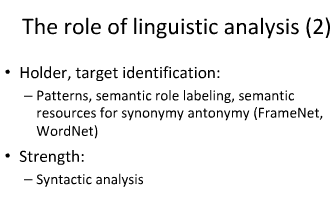 The role of linguistic analysis (2)
• Holder, target identification:
– Patterns, semantic role labeling, semantic
resources for synonymy antonymy (FrameNet,
WordNet)
• Strength:
– Syntactic analysis